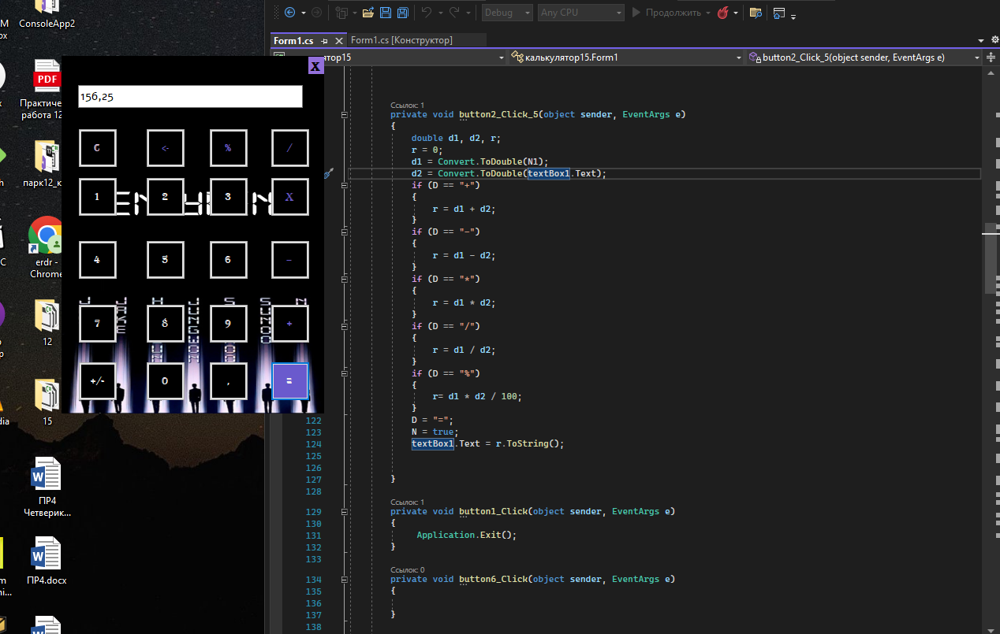 ConsoleApp2
PDF
Практиче...
работа 12
парк12_к
erdr -
Chrome
12
15
ПР4
Четверик...
ПР4.docx
156,25
X
C
<-
%
/
1
2
3
X
4
5
6
-
7
8
9
+
+/-
0
,
=
JAKE
JUNGWON
SUNOO
Debug
Any CPU
Продолжить
Form1.cs
Form1.cs [Конструктор]
ятор15
калькулятор15.Form1
button2_Click_5(object sender, EventArgs e)
Ссылок: 1
private void button2_Click_5(object sender, EventArgs e)
{
double d1, d2, r;
r = 0;
d1 = Convert.ToDouble(N1);
d2 = Convert.ToDouble(textBox1.Text);
if (D == "+")
{
r = d1 + d2;
}
if (D == "-")
{
r = d1 - d2;
}
if (D == "*")
{
r = d1 * d2;
}
if (D == "/")
{
r = d1 / d2;
}
if (D == "%")
{
r= d1 * d2 / 100;
}
122 D = "=";
123 N = true;
124 textBox1.Text = r.ToString();
125
126
127 }
128
Ссылок: 1
129 private void button1_Click(object sender, EventArgs e)
130 {
131 Application.Exit();
132 }
133
Ссылок: 0
134 private void button6_Click(object sender, EventArgs e)
135 {
136
137 }
138